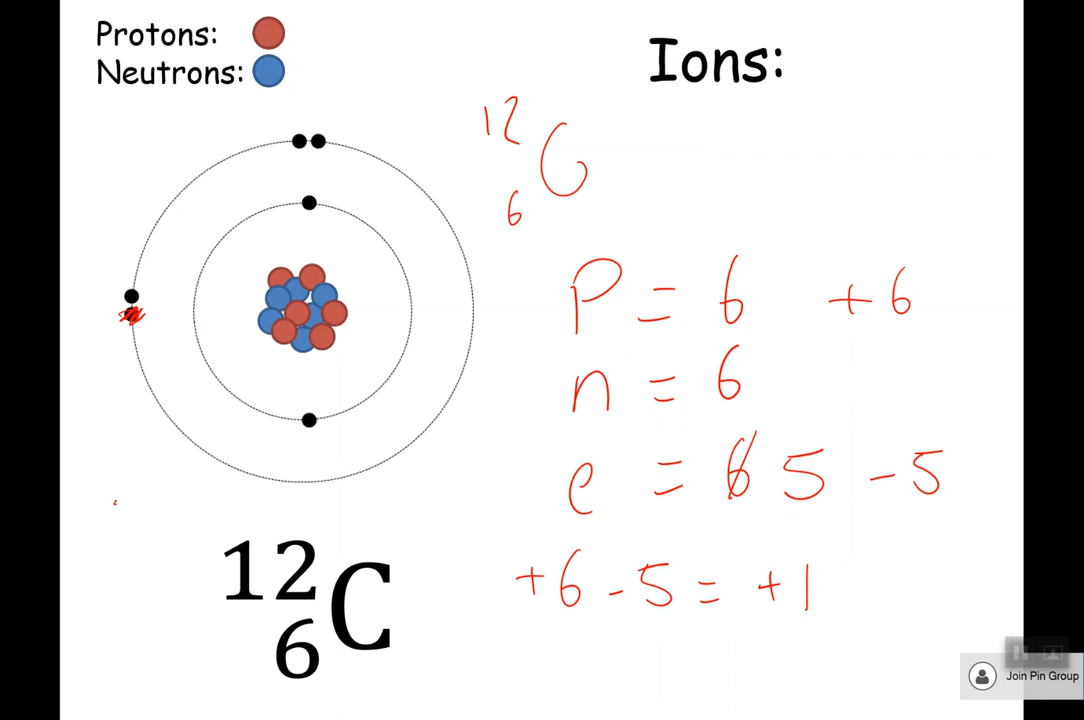 Protons:
Neutrons:
Ions:
12
6 C
P = 6 +6
n = 6
e = 6 5 -5
+6 - 5 = +1
12
6 C
Join Pin Group